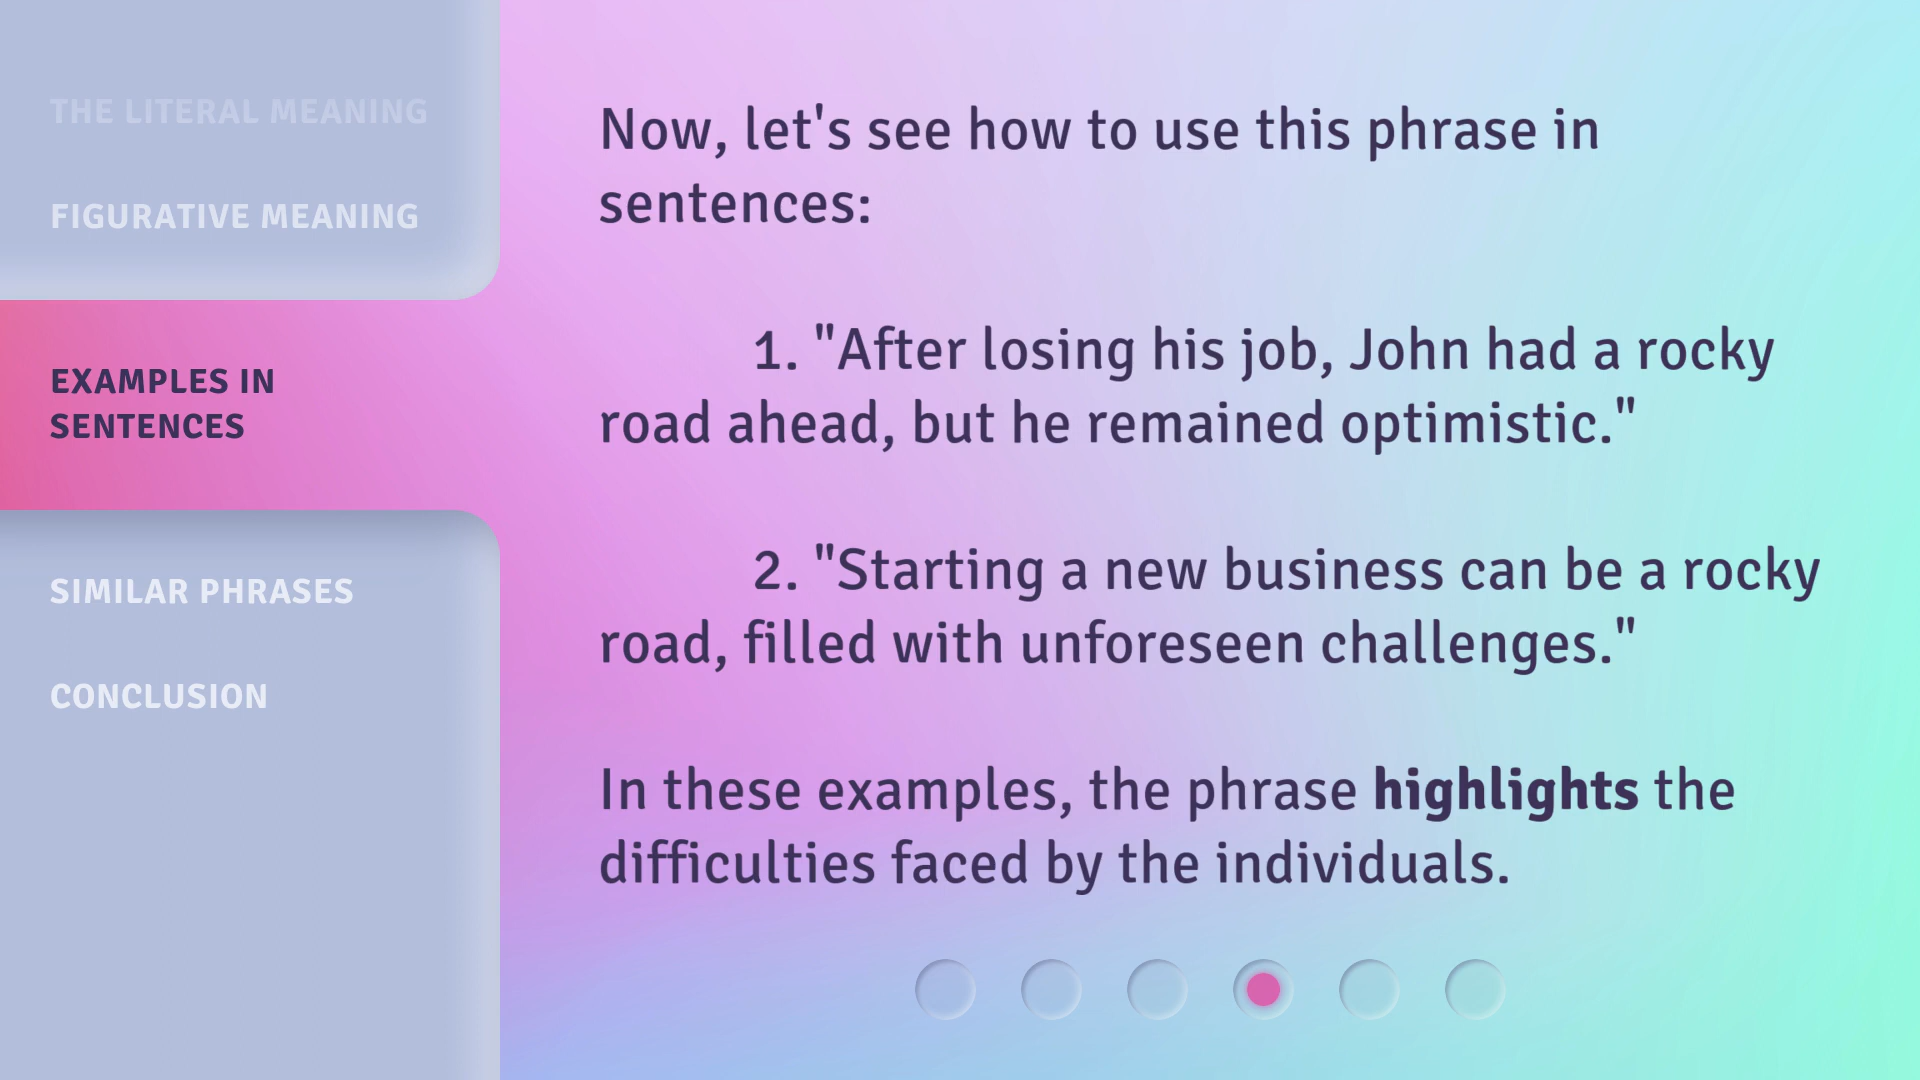 THE LITERAL MEANING
FIGURATIVE MEANING
EXAMPLES IN
SENTENCES
SIMILAR PHRASES
CONCLUSION
Now, let's see how to use this phrase in
sentences:
1. "After losing his job, John had a rocky
road ahead, but he remained optimistic."
2. "Starting a new business can be a rocky
road, filled with unforeseen challenges."
In these examples, the phrase highlights the
difficulties faced by the individuals.